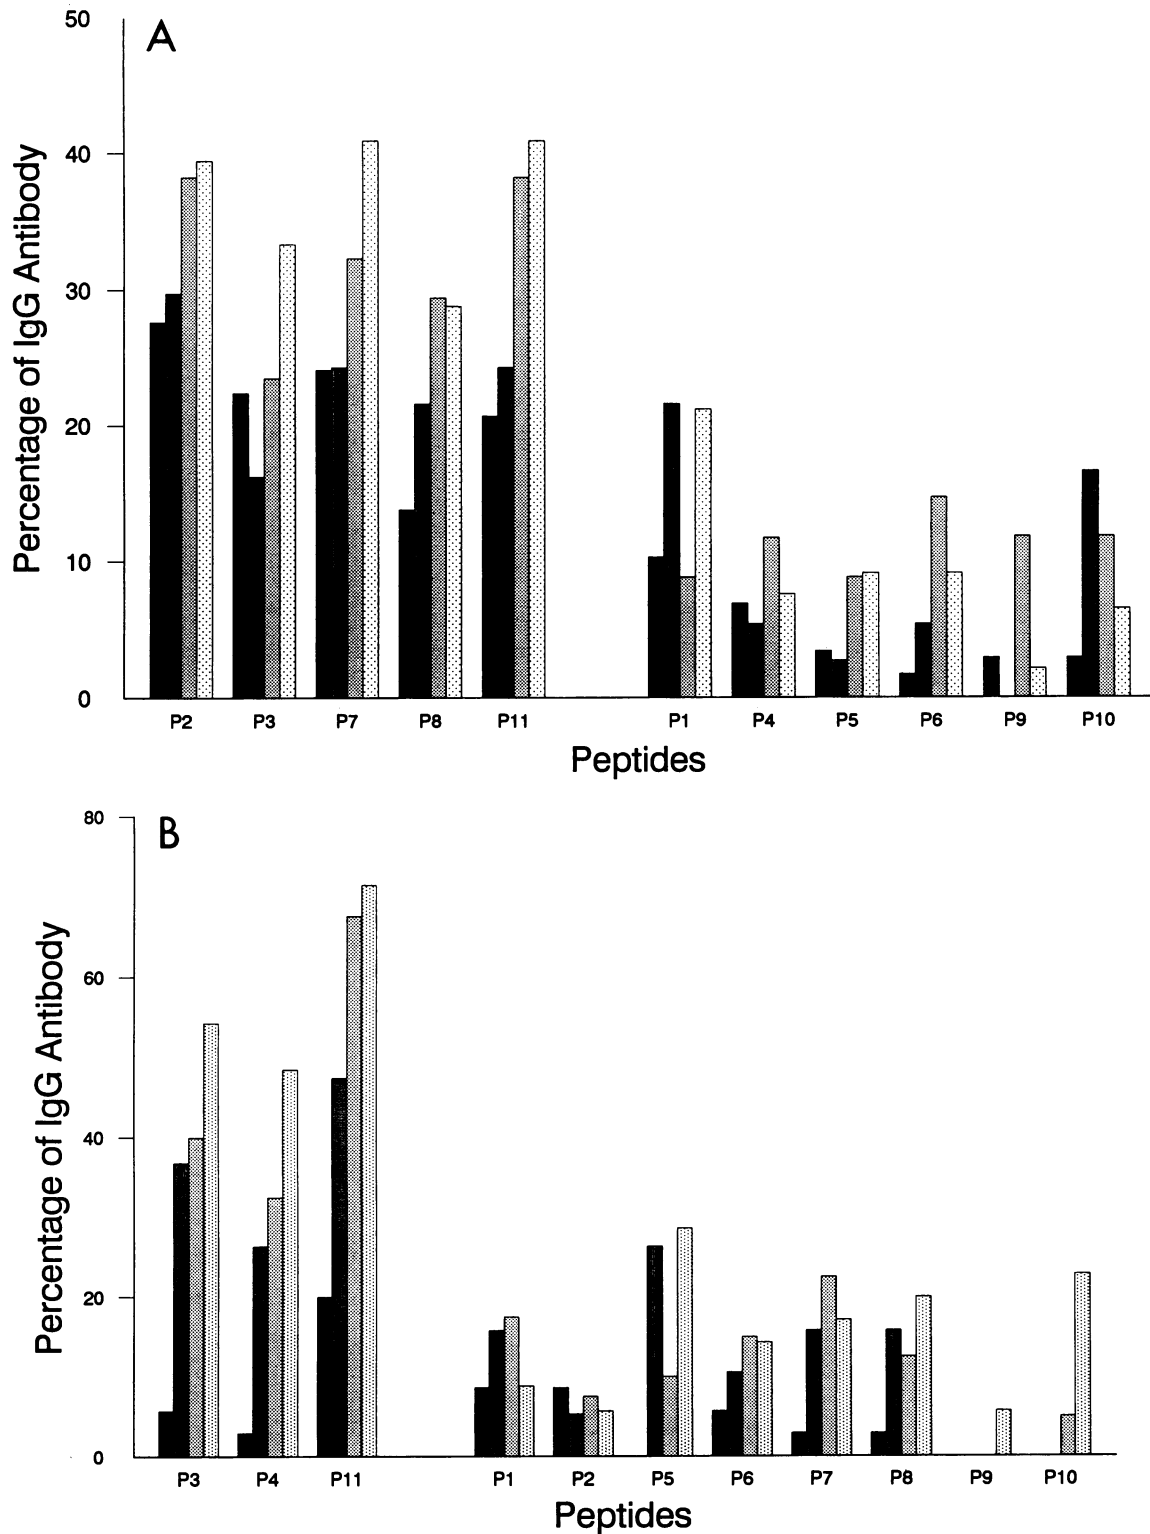 A
50
40
30
20
10
0
Percentage of IgG Antibody
P2 P3 P7 P8 P11 P1 P4 P5 P6 P9 P10
Peptides
B
80
60
40
20
0
Percentage of IgG Antibody
P3 P4 P11 P1 P2 P5 P6 P7 P8 P9 P10
Peptides